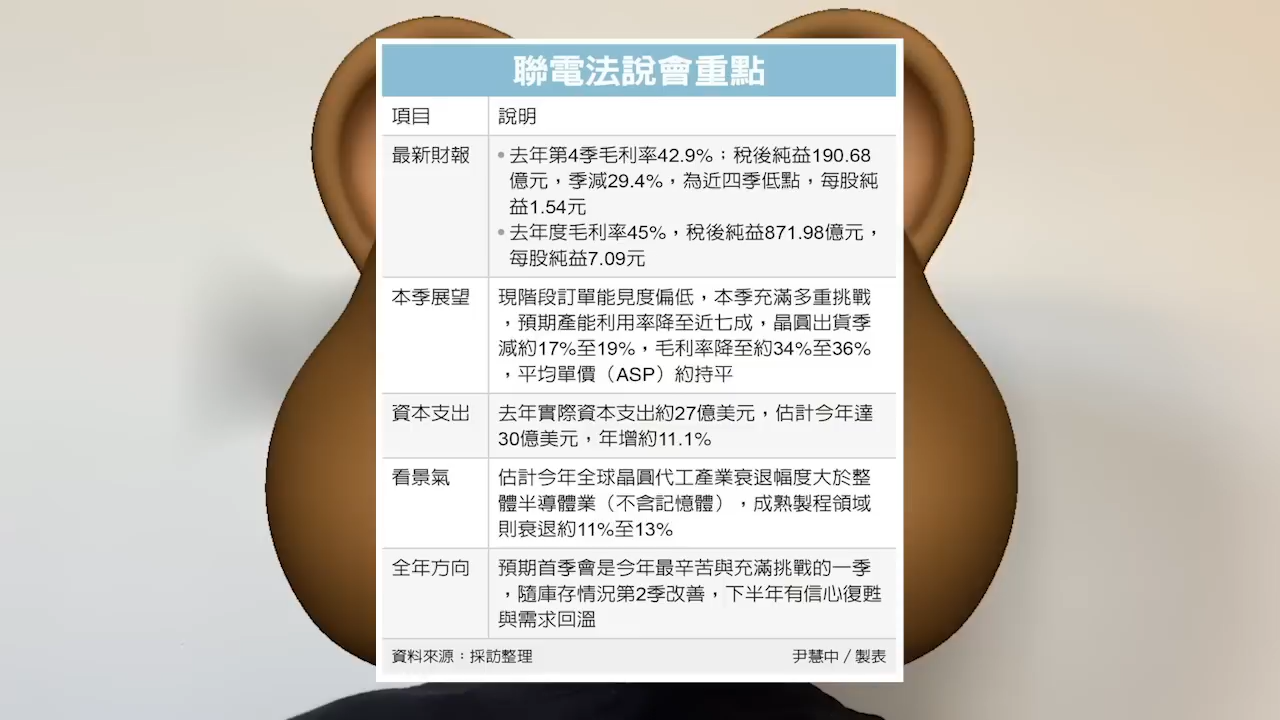 聯電法說會重點
項目
說明
最新財報
• 去年第4季毛利率42.9%；稅後純益190.68
億元，季減29.4%，為近四季低點，每股純
益1.54元
• 去年度毛利率45%，稅後純益871.98億元，
每股純益7.09元
本季展望
現階段訂單能見度偏低，本季充滿多重挑戰
，預期產能利用率降至近七成，晶圓出貨季
減約17%至19%，毛利率降至約34%至36%
，平均單價（ASP）約持平
資本支出
去年實際資本支出約27億美元，估計今年達
30億美元，年增約11.1%
看景氣
估計今年全球晶圓代工產業衰退幅度大於整
體半導體業（不含記憶體），成熟製程領域
則衰退約11%至13%
全年方向
預期首季會是今年最辛苦與充滿挑戰的一季
，隨庫存情況第2季改善，下半年有信心復甦
與需求回溫
資料來源：採訪整理
尹慧中／製表